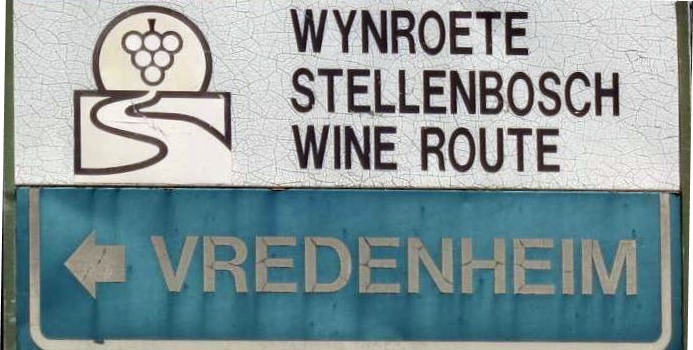 WYNROETE
STELLENBOSCH
WINE ROUTE
VREDENHEIM